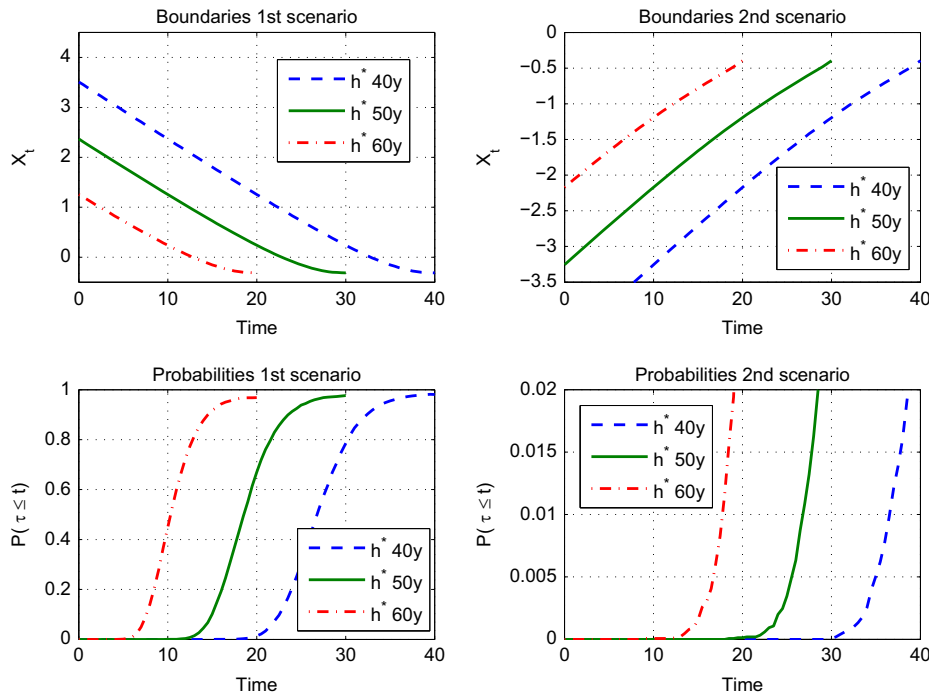 Boundaries 1st scenario
4
3
2
1
0
X_t
0 10 20 30 40
Time
h* 40y
h* 50y
h* 60y
Boundaries 2nd scenario
0
−0.5
−1
−1.5
−2
−2.5
−3
−3.5
X_t
0 10 20 30 40
Time
h* 40y
h* 50y
h* 60y
Probabilities 1st scenario
1
0.8
0.6
0.4
0.2
0
P( τ ≤ t)
0 10 20 30 40
Time
h* 40y
h* 50y
h* 60y
Probabilities 2nd scenario
0.02
0.015
0.01
0.005
0
P( τ ≤ t)
0 10 20 30 40
Time
h* 40y
h* 50y
h* 60y